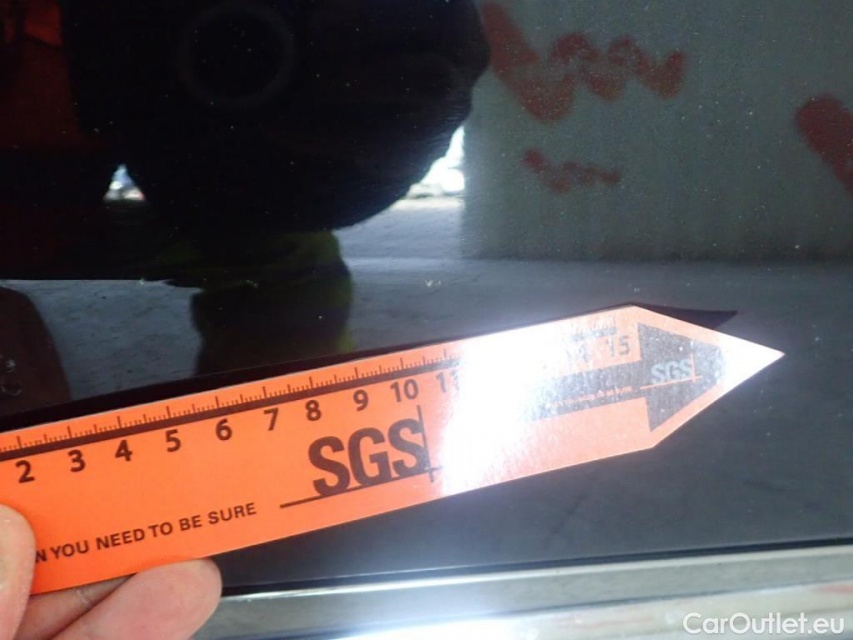 2 3 4 5 6 7 8 9 10 11 14 15
SGS
SGS
N YOU NEED TO BE SURE
CarOutlet.eu